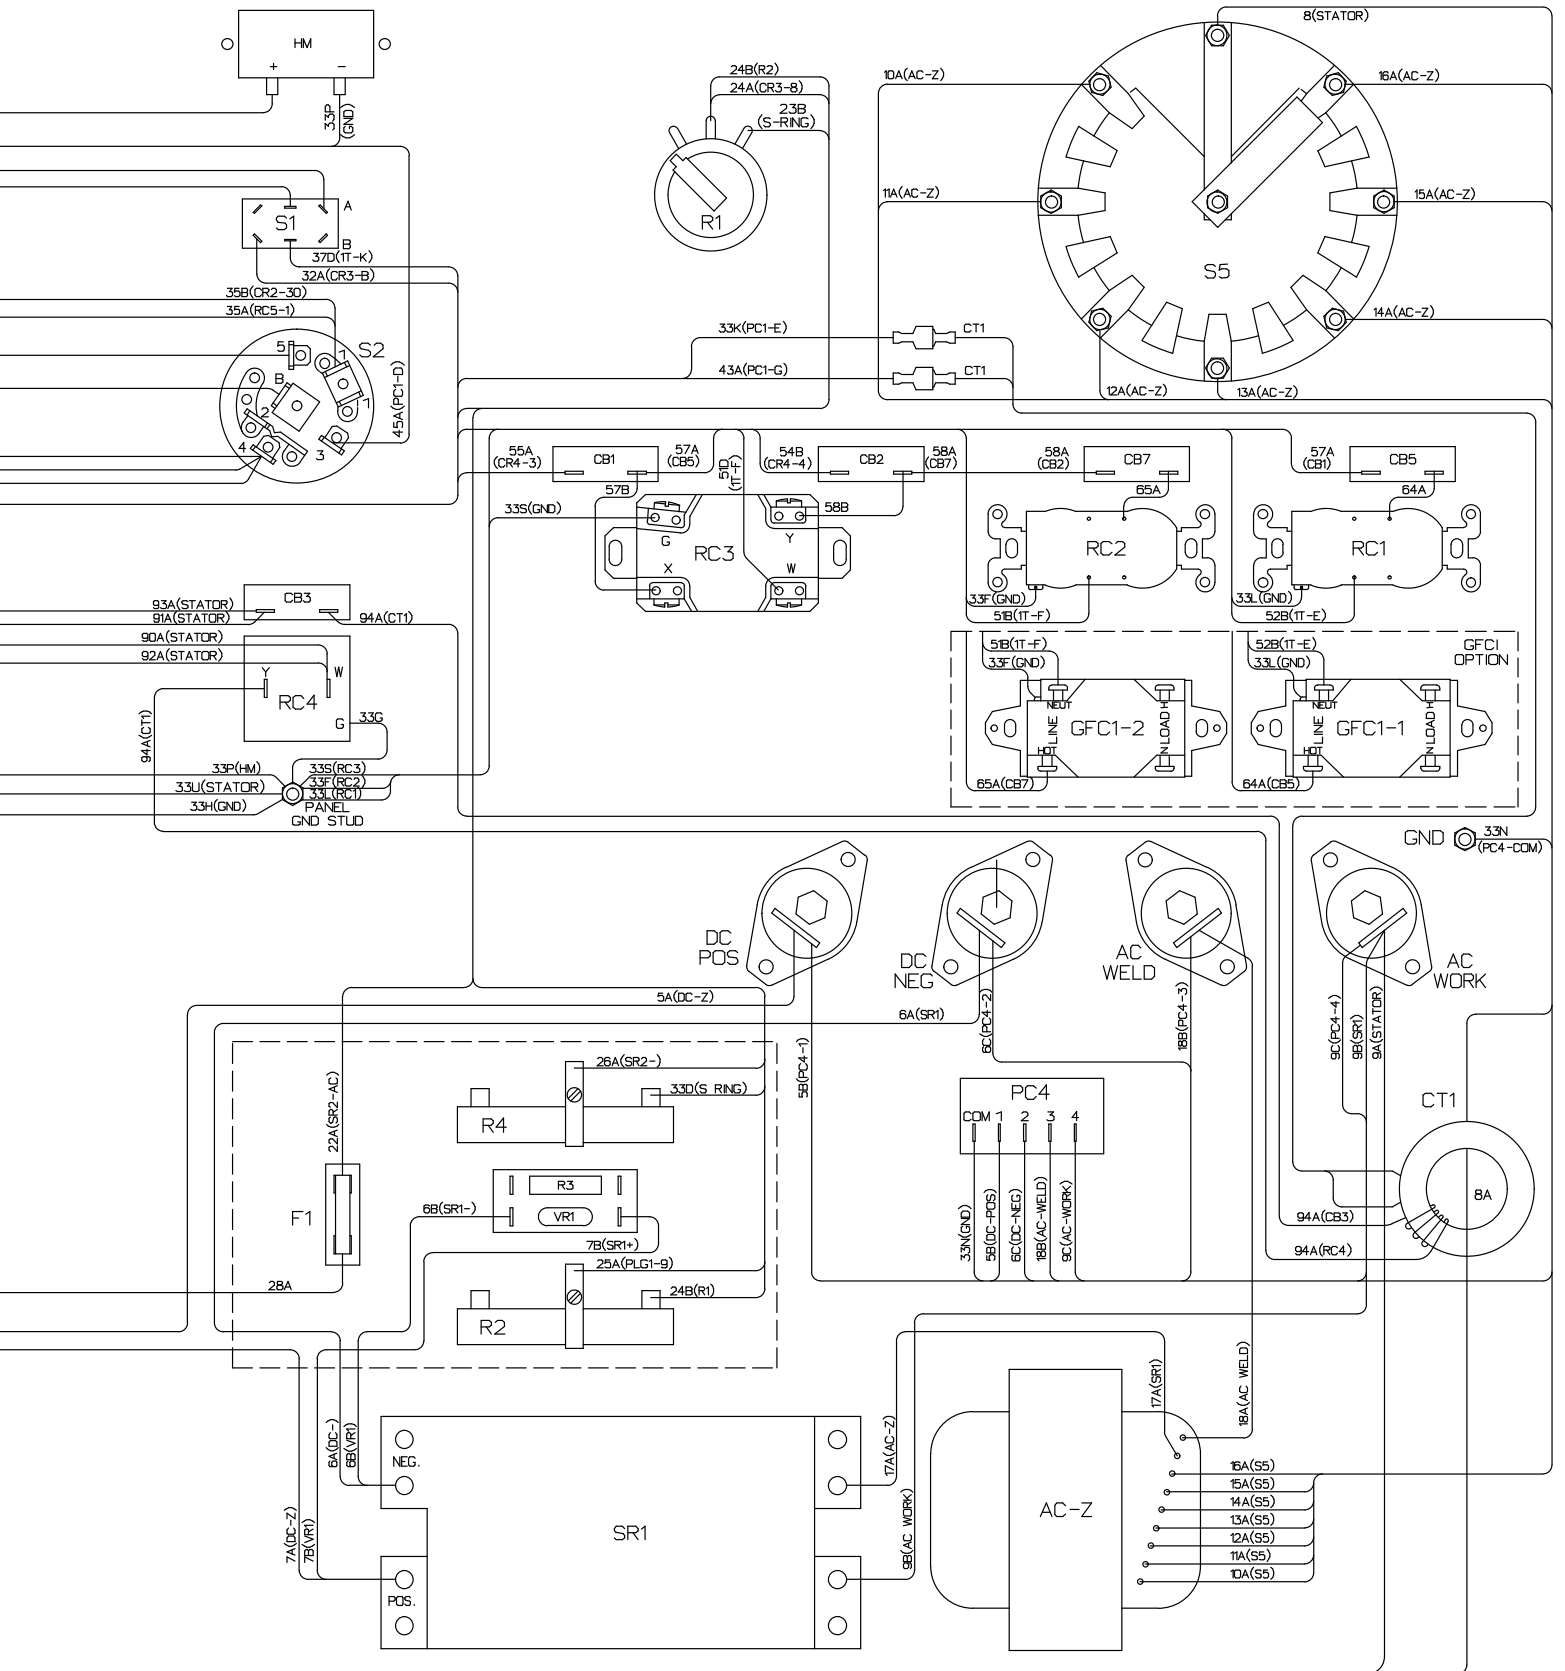 8(STATOR)
HM
+
−
33P
(GND)
24B(R2)
24A(CR3-8)
23B
(S-RING)
R1
10A(AC-Z)
16A(AC-Z)
11A(AC-Z)
15A(AC-Z)
S5
14A(AC-Z)
12A(AC-Z)
13A(AC-Z)
A
S1
B
37D(1T-K)
32A(CR3-B)
35B(CR2-30)
35A(RC5-1)
33K(PC1-E)
CT1
43A(PC1-G)
CT1
5
S2
7
B
7
2
4
3
45A(PC1-D)
55A
(CR4-3)
CB1
57A
(CB5)
51D
(1T-F)
54B
(CR4-4)
CB2
58A
(CB7)
58A
(CB2)
CB7
57A
(CB1)
CB5
57B
33S(GND)
58B
65A
64A
G
Y
RC3
X
W
RC2
RC1
33F(GND)
51B(1T-F)
33L(GND)
52B(1T-E)
93A(STATOR)
CB3
91A(STATOR)
94A(CT1)
90A(STATOR)
92A(STATOR)
Y
W
RC4
G
33G
94A(CT1)
GFCI
OPTION
51B(1T-F)
33F(GND)
52B(1T-E)
33L(GND)
NEUT
LINE
HOT
GFC1-2
H
LOAD
N
NEUT
LINE
HOT
GFC1-1
H
LOAD
N
65A(CB7)
64A(CB5)
33P(HM)
33S(RC3)
33F(RC2)
33U(STATOR)
33L(RC1)
33H(GND)
PANEL
GND STUD
GND
33N
(PC4-COM)
DC
POS
DC
NEG
AC
WELD
AC
WORK
5A(DC-Z)
6A(SR1)
5B(PC4-1)
6C(PC4-2)
18B(PC4-3)
9C(PC4-4)
9B(SR1)
9A(STATOR)
22A(SR2-AC)
26A(SR2-)
33D(S RING)
R4
PC4
COM
1
2
3
4
CT1
8A
F1
R3
VR1
6B(SR1-)
7B(SR1+)
25A(PLG1-9)
24B(R1)
R2
28A
33N(GND)
5B(DC-POS)
6C(DC-NEG)
18B(AC-WELD)
9C(AC-WORK)
94A(CB3)
94A(RC4)
6A(DC-)
6B(VR1)
7A(DC-Z)
7B(VR1)
NEG.
POS.
SR1
17A(AC-Z)
9B(AC WORK)
17A(SR1)
18A(AC WELD)
AC-Z
16A(S5)
15A(S5)
14A(S5)
13A(S5)
12A(S5)
11A(S5)
10A(S5)